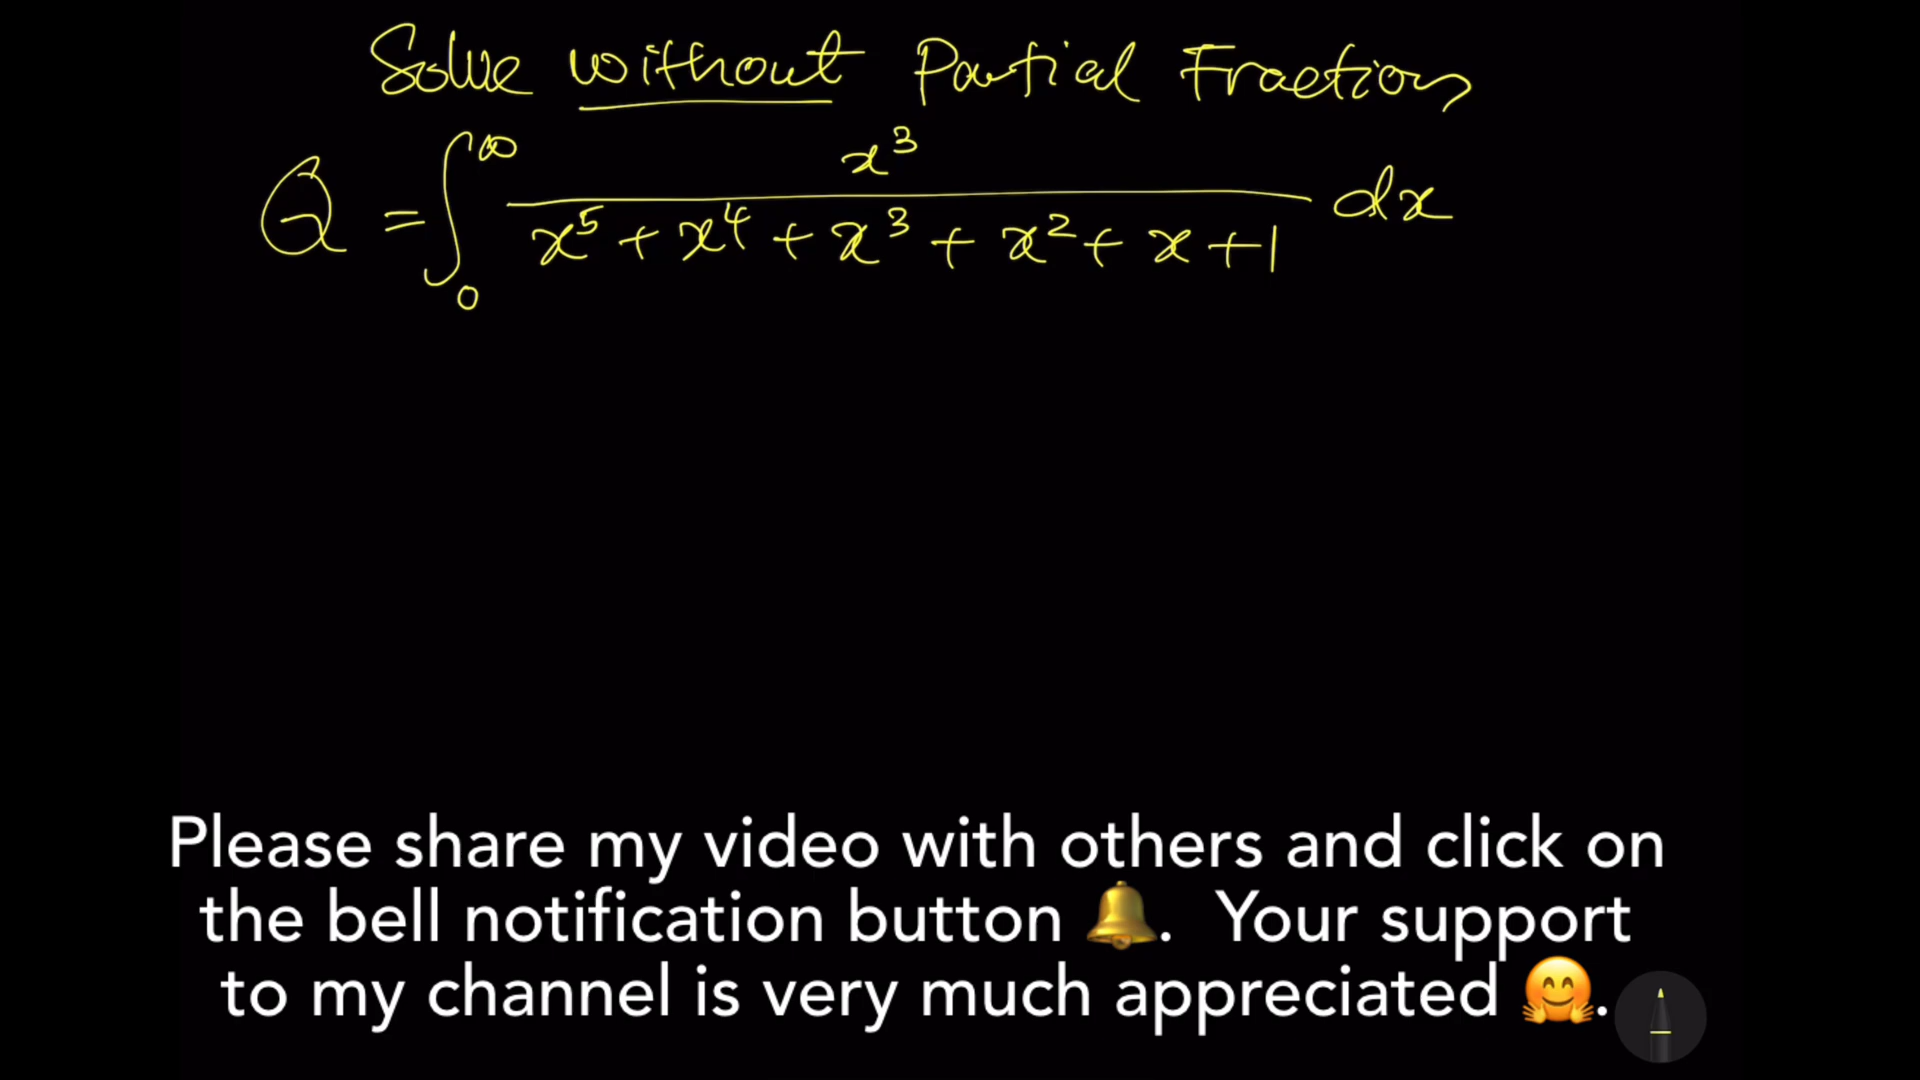 Solve without Partial Fractions
Q = ∫₀^∞ x³ / (x⁵ + x⁴ + x³ + x² + x + 1) dx
Please share my video with others and click on
the bell notification button 🔔. Your support
to my channel is very much appreciated 🤗.